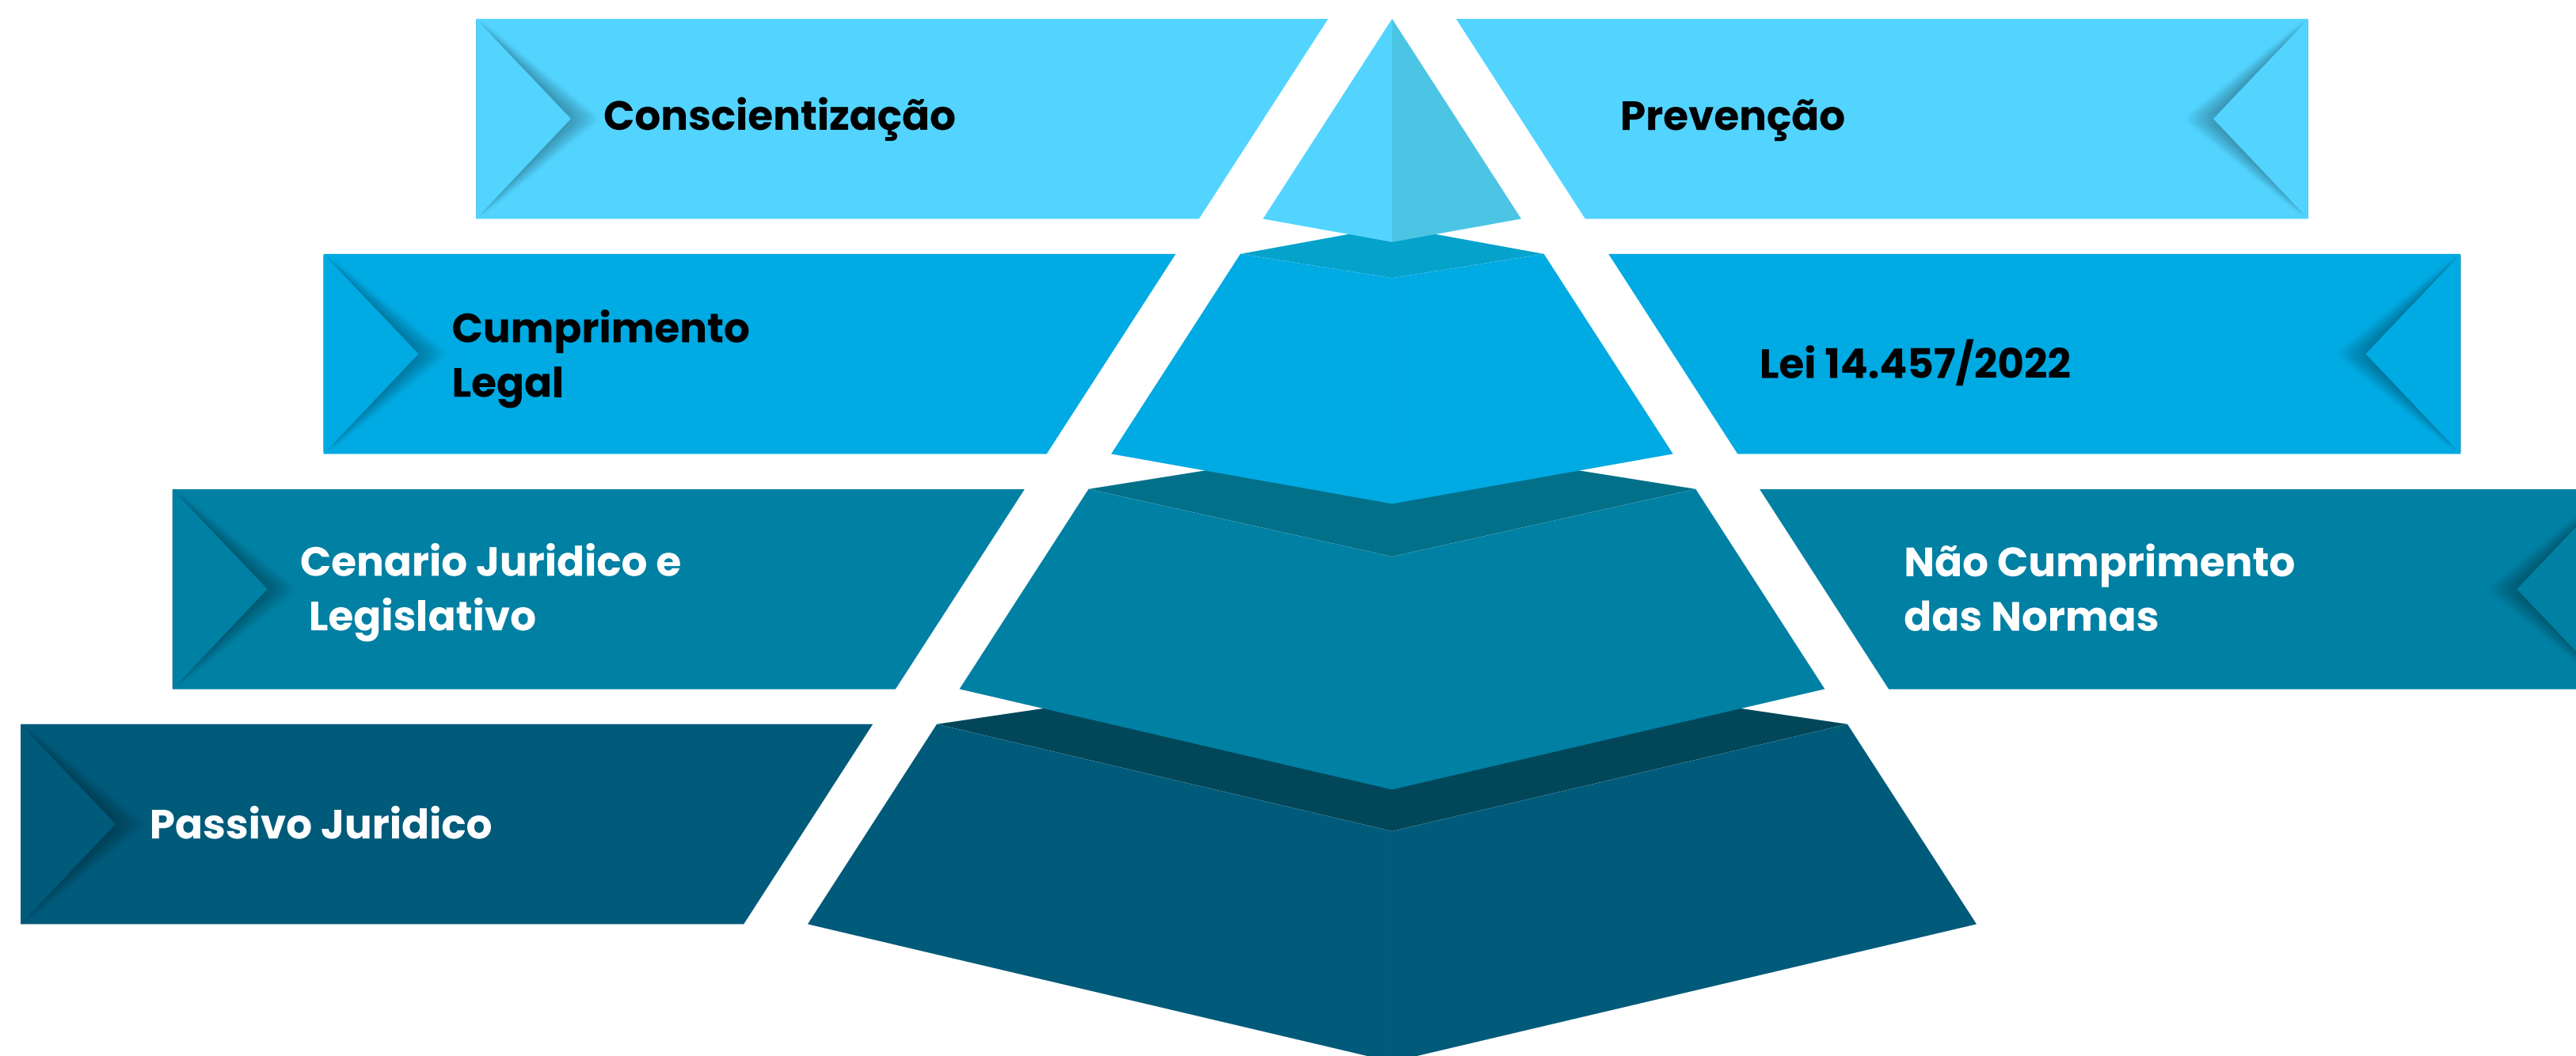 Conscientização
Prevenção
Cumprimento
Legal
Lei 14.457/2022
Cenario Juridico e
Legislativo
Não Cumprimento
das Normas
Passivo Juridico